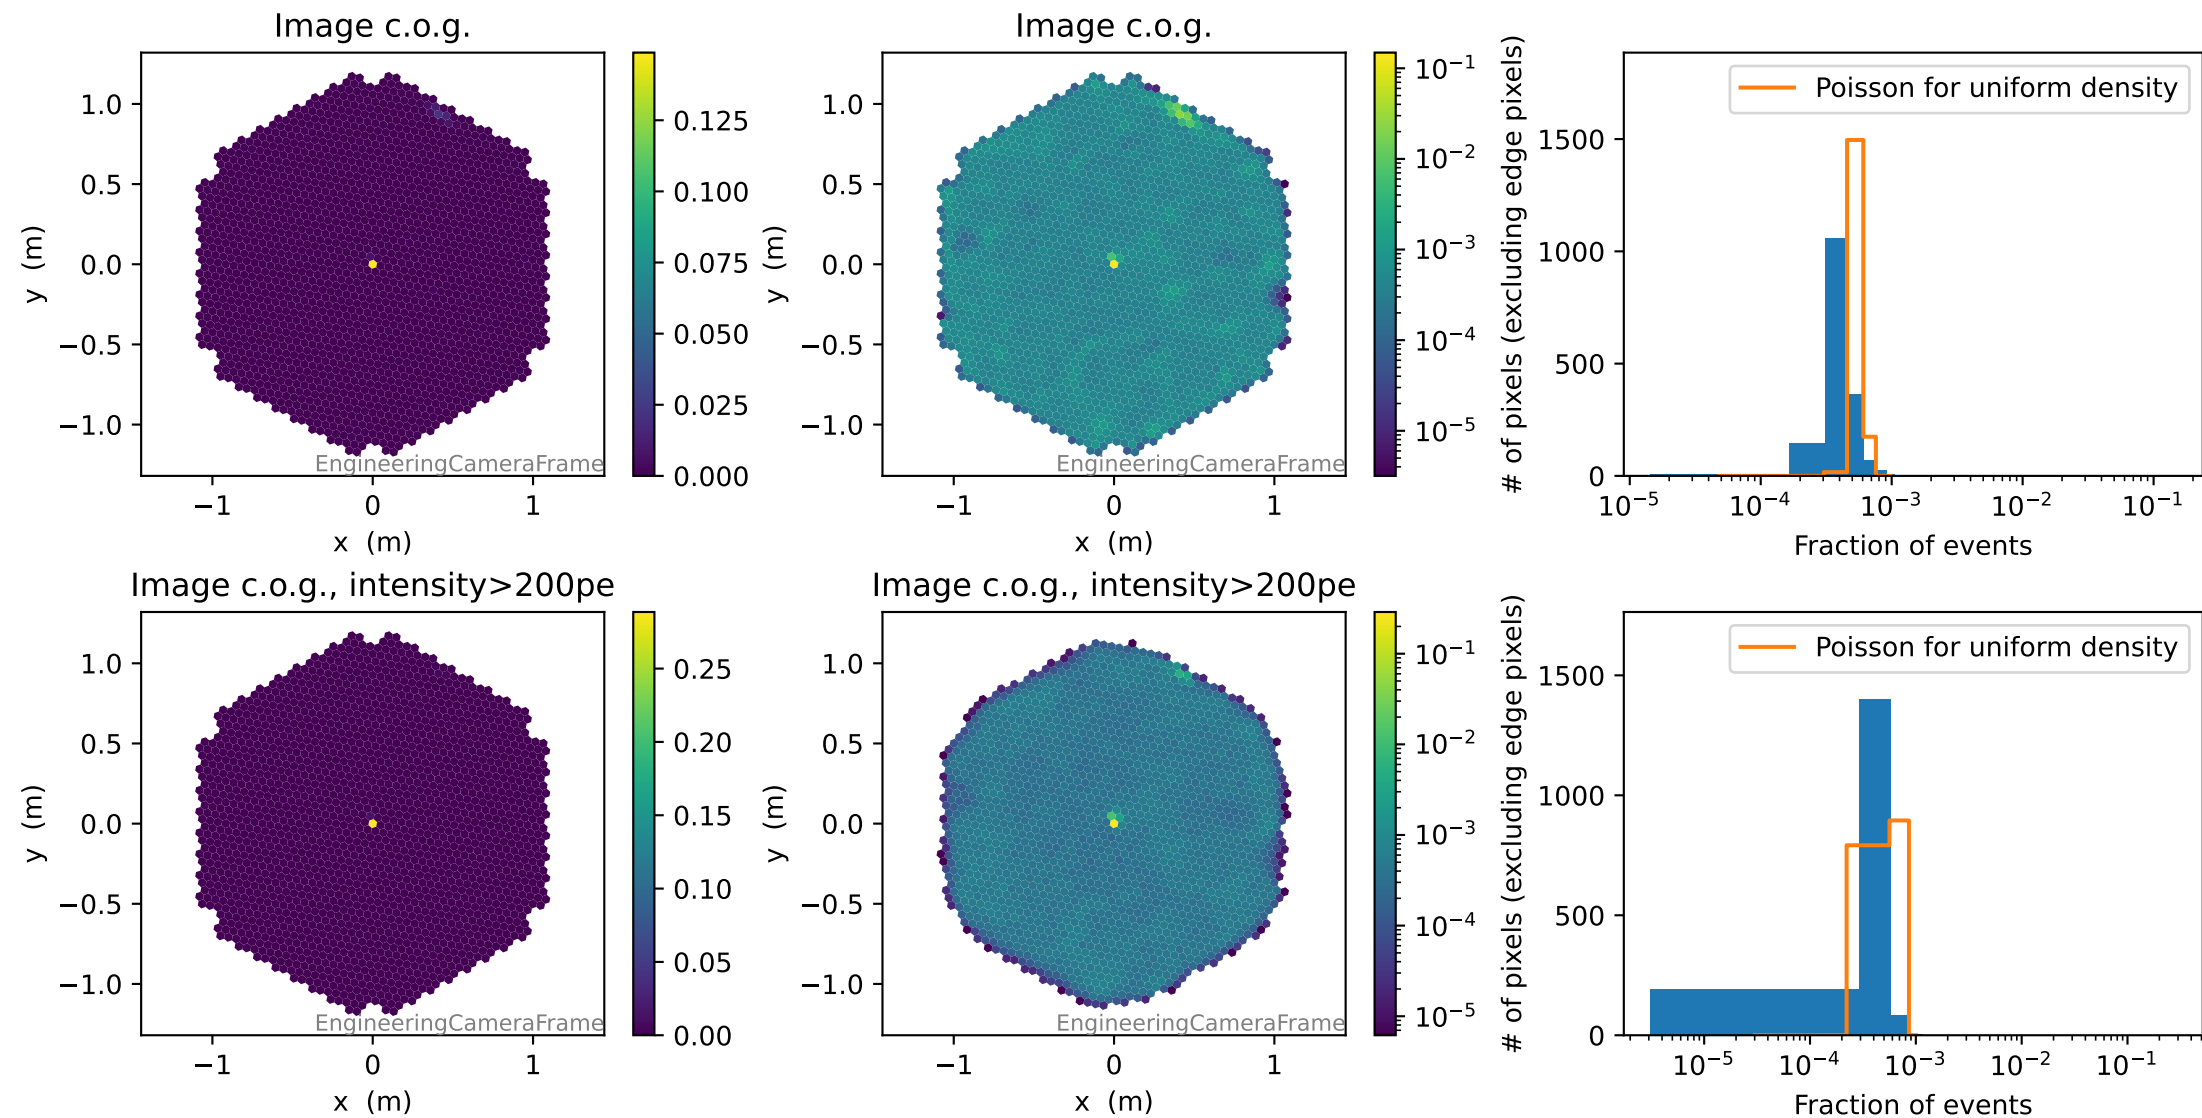 Image c.o.g.
1.0
0.5
0.0
−0.5
−1.0
y (m)
−1 0 1
x (m)
EngineeringCameraFrame
0.125
0.100
0.075
0.050
0.025
0.000
Image c.o.g.
1.0
0.5
0.0
−0.5
−1.0
y (m)
−1 0 1
x (m)
EngineeringCameraFrame
10⁻¹
10⁻²
10⁻³
10⁻⁴
10⁻⁵
# of pixels (excluding edge pixels)
Poisson for uniform density
1500
1000
500
0
10⁻⁵ 10⁻⁴ 10⁻³ 10⁻² 10⁻¹
Fraction of events
Image c.o.g., intensity>200pe
1.0
0.5
0.0
−0.5
−1.0
y (m)
−1 0 1
x (m)
EngineeringCameraFrame
0.25
0.20
0.15
0.10
0.05
0.00
Image c.o.g., intensity>200pe
1.0
0.5
0.0
−0.5
−1.0
y (m)
−1 0 1
x (m)
EngineeringCameraFrame
10⁻¹
10⁻²
10⁻³
10⁻⁴
10⁻⁵
# of pixels (excluding edge pixels)
Poisson for uniform density
1500
1000
500
0
10⁻⁵ 10⁻⁴ 10⁻³ 10⁻² 10⁻¹
Fraction of events